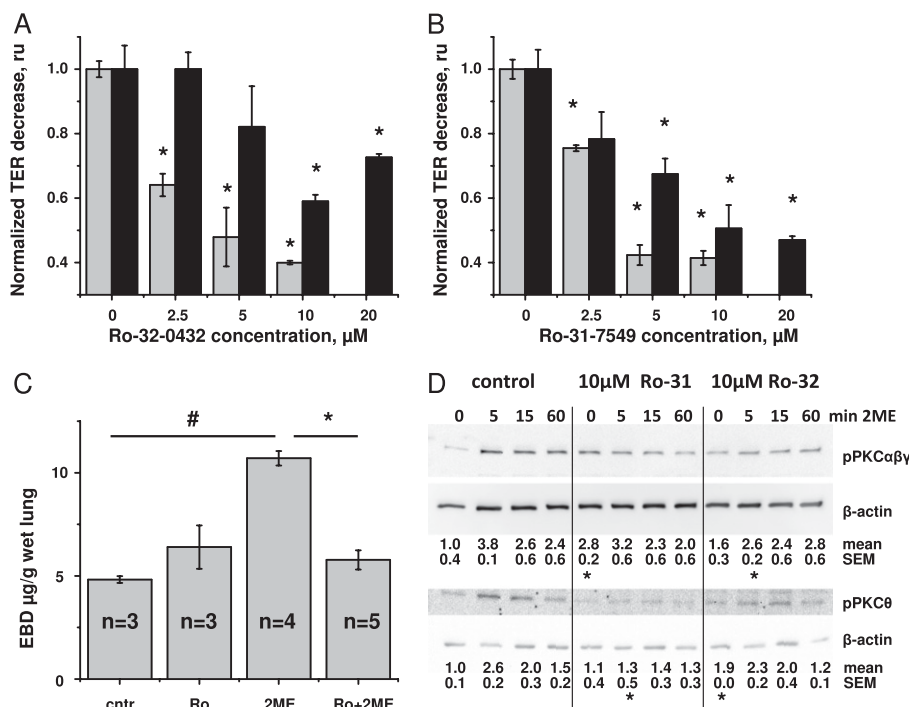 A
Normalized TER decrease, ru
1.0
0.8
0.6
0.4
* * * * *
0 2.5 5 10 20
Ro-32-0432 concentration, µM
B
Normalized TER decrease, ru
1.0
0.8
0.6
0.4
* * * * * *
0 2.5 5 10 20
Ro-31-7549 concentration, µM
C
EBD µg/g wet lung
10
5
0
# *
n=3 n=3 n=4 n=5
cntr Ro 2ME Ro+2ME
D
control 10µM Ro-31 10µM Ro-32
0 5 15 60 0 5 15 60 0 5 15 60 min 2ME
pPKCαβγ
β-actin
1.0 3.8 2.6 2.4 2.8 3.2 2.3 2.0 1.6 2.6 2.4 2.8 mean
0.4 0.1 0.6 0.6 0.2 0.6 0.6 0.6 0.3 0.2 0.6 0.6 SEM
* *
pPKCθ
β-actin
1.0 2.6 2.0 1.5 1.1 1.3 1.4 1.3 1.9 2.3 2.0 1.2 mean
0.1 0.2 0.3 0.2 0.4 0.5 0.3 0.3 0.0 0.2 0.4 0.1 SEM
* *